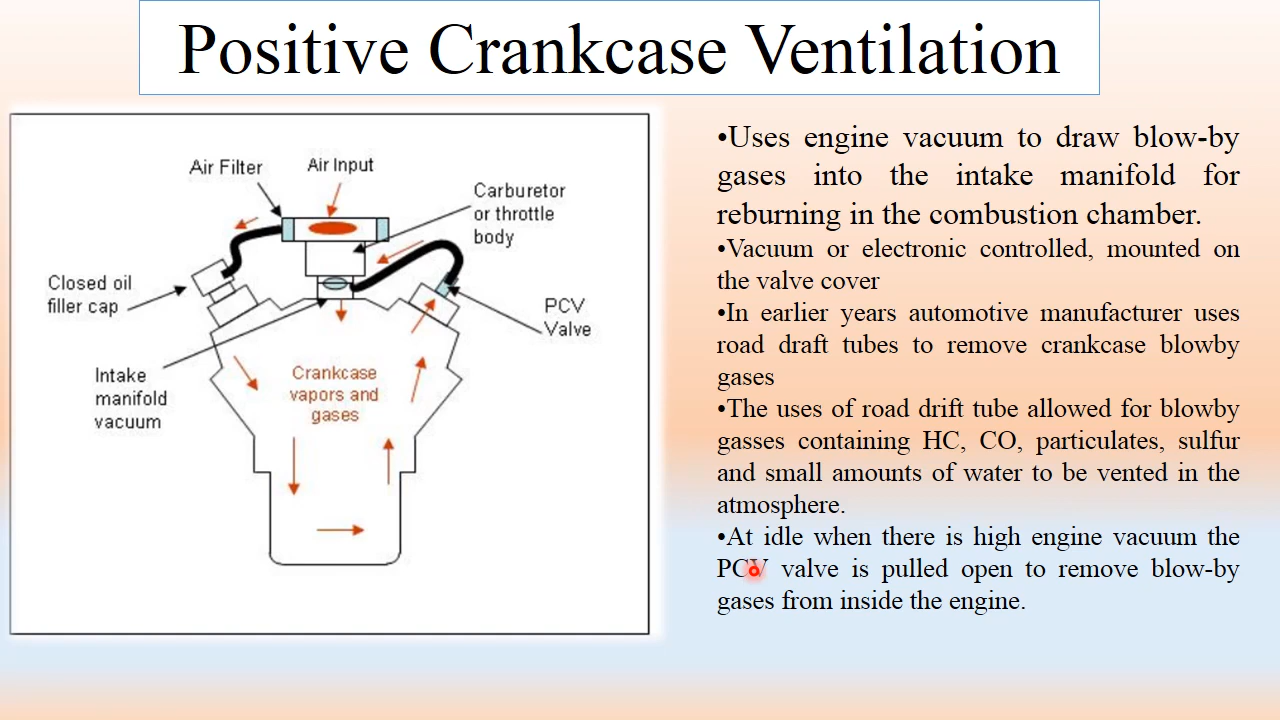 Positive Crankcase Ventilation
Air Filter
Air Input
Carburetor
or throttle
body
Closed oil
filler cap
PCV
Valve
Intake
manifold
vacuum
Crankcase
vapors and
gases
•Uses engine vacuum to draw blow-by
gases into the intake manifold for
reburning in the combustion chamber.
•Vacuum or electronic controlled, mounted on
the valve cover
•In earlier years automotive manufacturer uses
road draft tubes to remove crankcase blowby
gases
•The uses of road drift tube allowed for blowby
gasses containing HC, CO, particulates, sulfur
and small amounts of water to be vented in the
atmosphere.
•At idle when there is high engine vacuum the
PCV valve is pulled open to remove blow-by
gases from inside the engine.